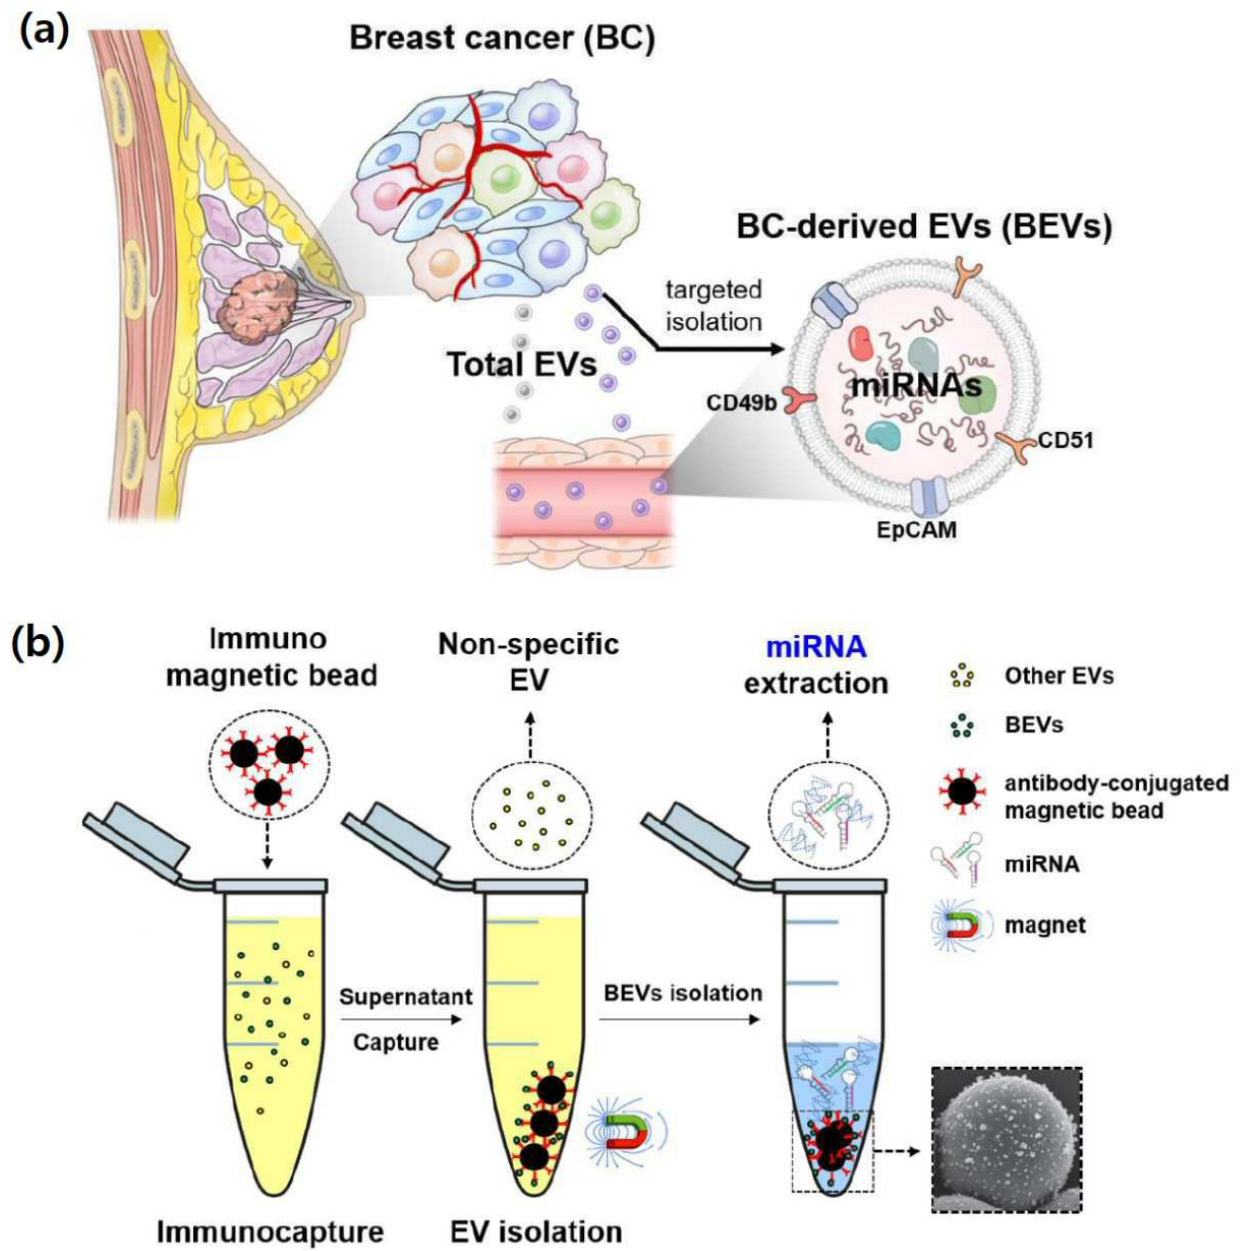 (a)
Breast cancer (BC)
BC-derived EVs (BEVs)
targeted
isolation
Total EVs
miRNAs
CD49b
CD51
EpCAM
(b)
Immuno
magnetic bead
Non-specific
EV
miRNA
extraction
Other EVs
BEVs
antibody-conjugated
magnetic bead
miRNA
magnet
Supernatant
Capture
BEVs isolation
Immunocapture
EV isolation